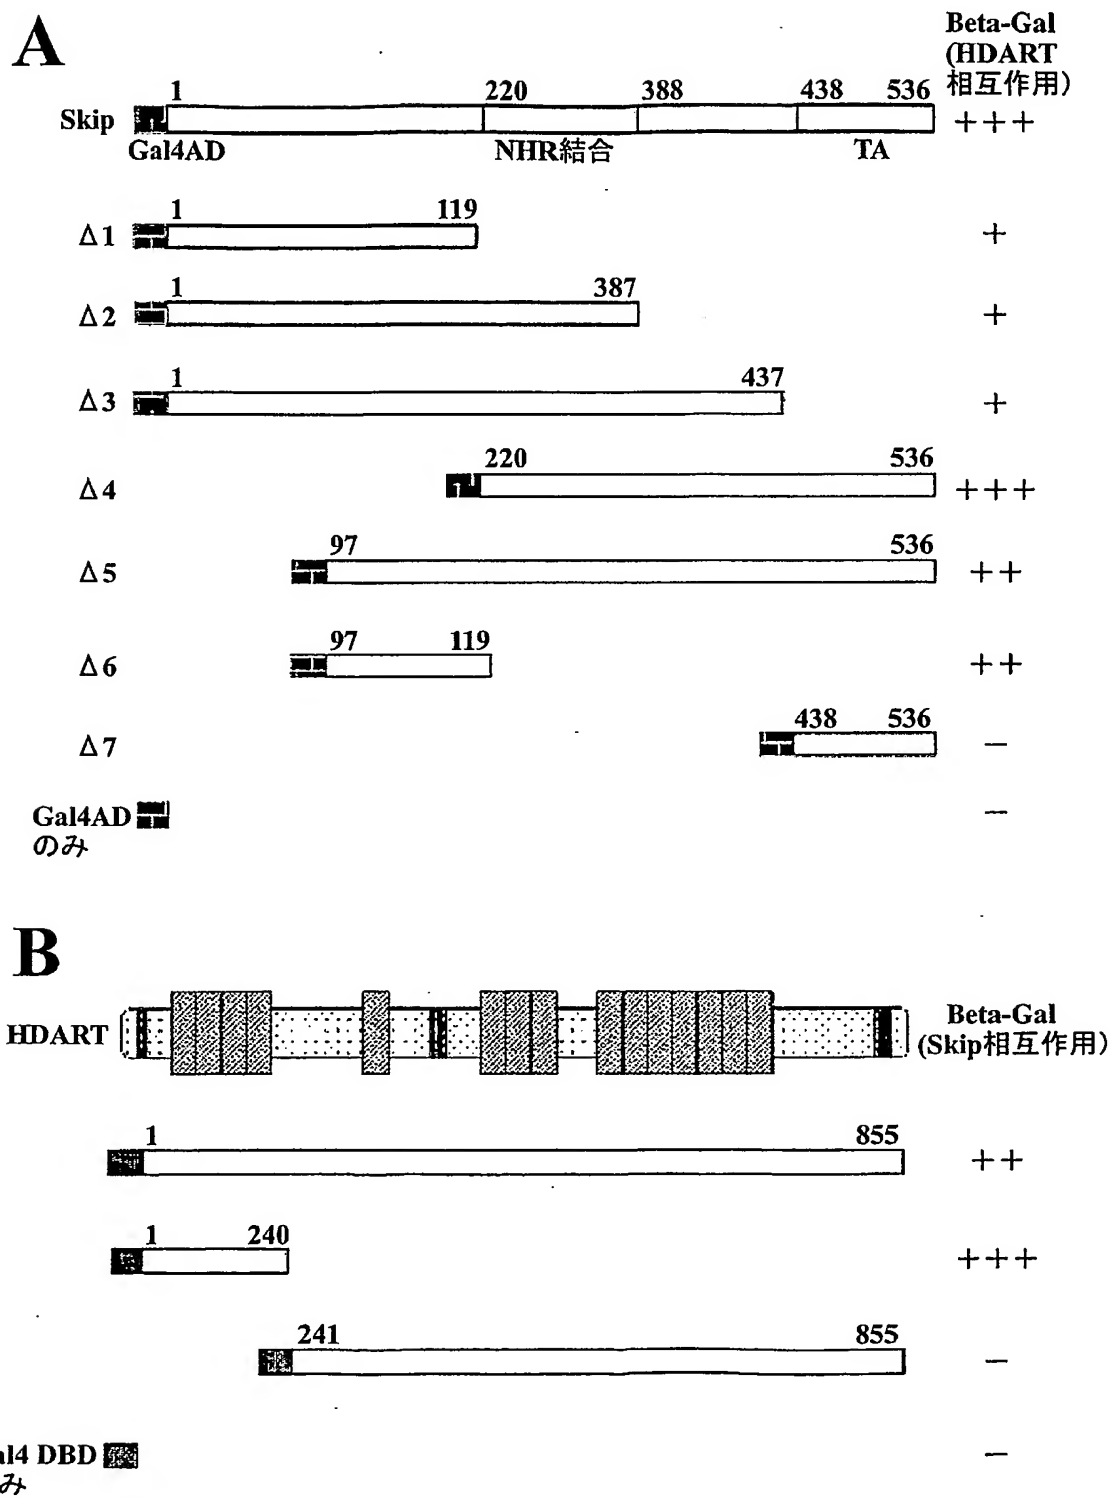 A
Beta-Gal
(HDART
相互作用)
1 220 388 438 536
Skip +++
Gal4AD NHR結合 TA
1 119
Δ1 +
1 387
Δ2 +
1 437
Δ3 +
220 536
Δ4 +++
97 536
Δ5 ++
97 119
Δ6 ++
438 536
Δ7 −
Gal4AD −
のみ
B
HDART
Beta-Gal
(Skip相互作用)
1 855
++
1 240
+++
241 855
−
al4 DBD −
み